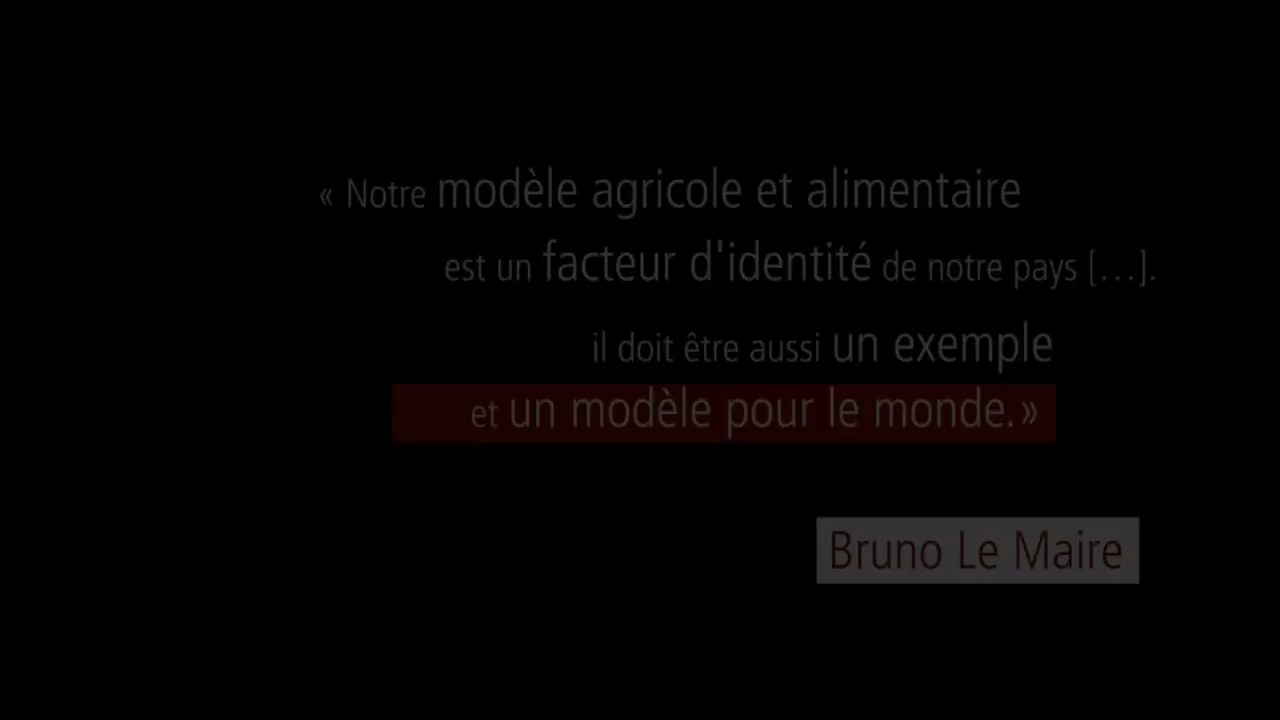 « Notre modèle agricole et alimentaire
est un facteur d'identité de notre pays [...].
il doit être aussi un exemple
et un modèle pour le monde.»
Bruno Le Maire